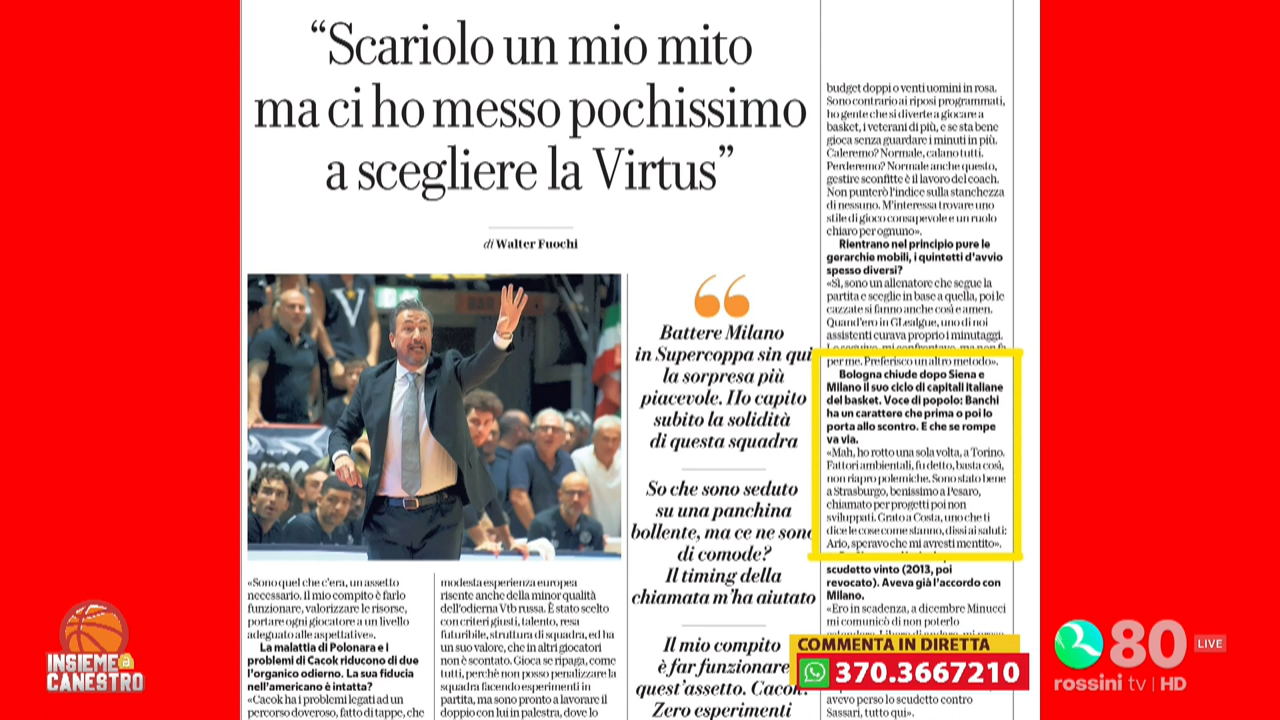 “Scariolo un mio mito
ma ci ho messo pochissimo
a scegliere la Virtus”
di Walter Fuochi
V
Battere Milano
in Supercoppa sin qui
la sorpresa più
piacevole. Ho capito
subito la solidità
di questa squadra
So che sono seduto
su una panchina
bollente, ma ce ne sono
di comode?
Il timing della
chiamata m’ha aiutato
Il mio compito
è far funzionare
quest’assetto. Cacok?
Zero esperimenti
«Sono quel che c’era, un assetto
necessario. Il mio compito è farlo
funzionare, valorizzare le risorse,
portare ogni giocatore a un livello
adeguato alle aspettative».
La malattia di Polonara e i
problemi di Cacok riducono di due
l’organico odierno. La sua fiducia
nell’americano è intatta?
«Cacok ha i problemi legati ad un
percorso doveroso, fatto di tappe, che
modesta esperienza europea
risente anche della minor qualità
dell’odierna Vtb russa. È stato scelto
con criteri giusti, talento, resa
futuribile, struttura di squadra, ed ha
un suo valore, che in altri giocatori
non è scontato. Gioca se ripaga, come
tutti, perché non posso penalizzare la
squadra facendo esperimenti in
partita, ma sono pronto a lavorare il
doppio con lui in palestra, dove lo
budget doppi o venti uomini in rosa.
Sono contrario ai riposi programmati,
ho gente che si diverte a giocare a
basket, i veterani di più, e se sta bene
gioca senza guardare i minuti in più.
Caleremo? Normale, calano tutti.
Perderemo? Normale anche questo,
gestire sconfitte è il lavoro del coach.
Non punterò l’indice sulla stanchezza
di nessuno. M’interessa trovare uno
stile di gioco consapevole e un ruolo
chiaro per ognuno».
Rientrano nel principio pure le
gerarchie mobili, i quintetti d’avvio
spesso diversi?
«Sì, sono un allenatore che segue la
partita e sceglie in base a quella, poi le
cazzate si fanno anche così e amen.
Quand’ero in GLealgue, uno di noi
assistenti curava proprio i minutaggi.
per me. Preferisco un altro metodo».
Bologna chiude dopo Siena e
Milano il suo ciclo di capitali italiane
del basket. Voce di popolo: Banchi
ha un carattere che prima o poi lo
porta allo scontro. E che se rompe
va via.
«Mah, ho rotto una sola volta, a Torino.
Fattori ambientali, fu detto, basta così,
non riapro polemiche. Sono stato bene
a Strasburgo, benissimo a Pesaro,
chiamato per progetti poi non
sviluppati. Grato a Costa, uno che ti
dice le cose come stanno, dissi ai saluti:
Ario, speravo che mi avresti mentito».
scudetto vinto (2013, poi
revocato). Aveva già l’accordo con
Milano.
«Ero in scadenza, a dicembre Minucci
mi comunicò di non poterlo
avevo perso lo scudetto contro
Sassari, tutto qui».
COMMENTA IN DIRETTA
370.3667210
INSIEME a
CANESTRO
80
LIVE
rossini tv | HD